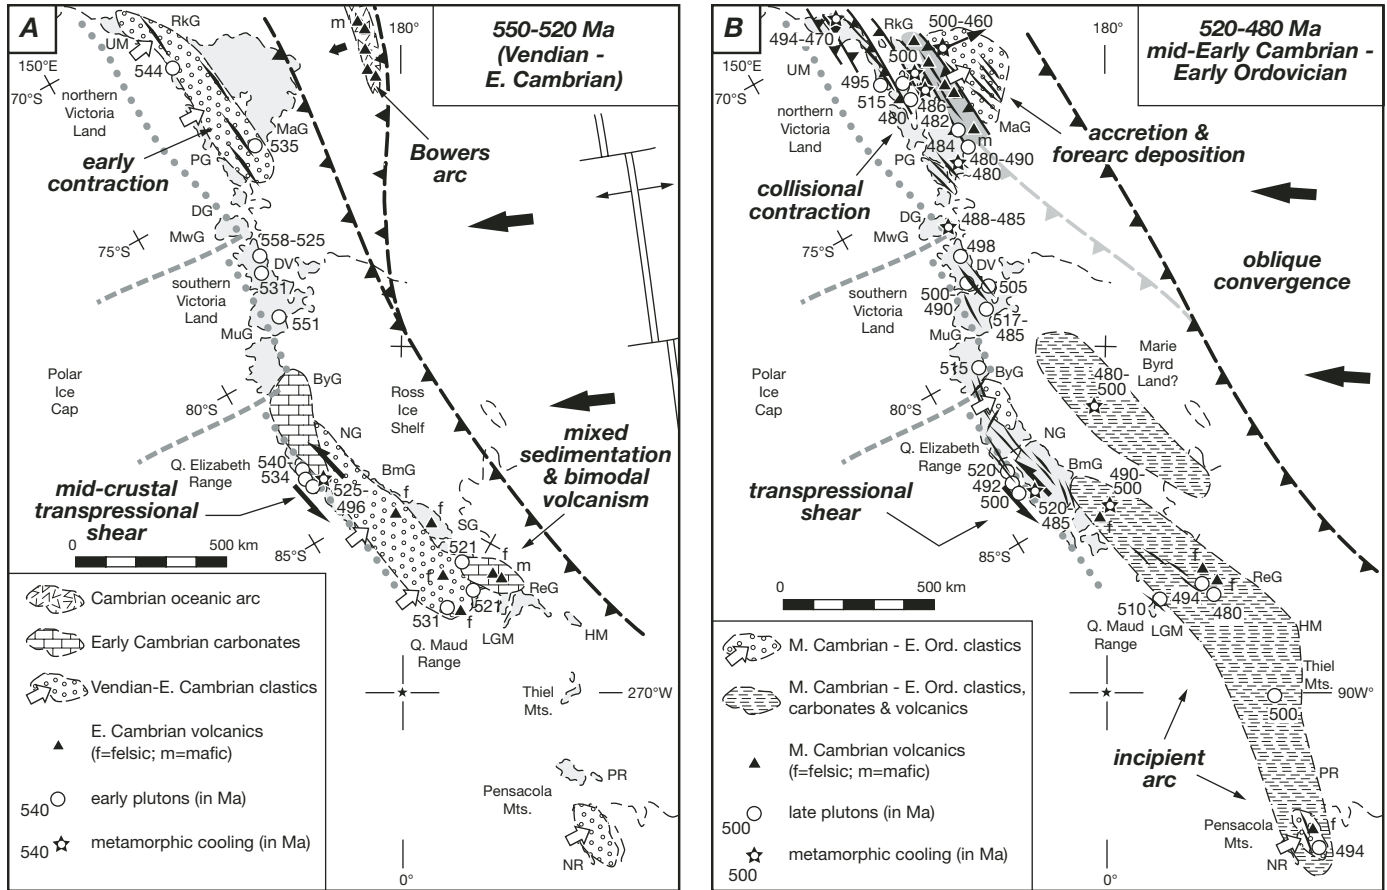 A
550-520 Ma
(Vendian -
E. Cambrian)
RkG
UM
m
180°
150°E
70°S
544
northern
Victoria
Land
MaG
535
early
contraction
PG
Bowers
arc
DG
MwG
75°S
558-525
DV
531
southern
Victoria
Land
551
MuG
Polar
Ice
Cap
ByG
80°S
Ross
Ice
Shelf
NG
Q. Elizabeth
Range
540
534
BmG
mixed
sedimentation
& bimodal
volcanism
mid-crustal
transpressional
shear
525-
496
f
f
SG
85°S
0
500 km
521
f
m
f
ReG
521
531
f
LGM
HM
Q. Maud
Range
Thiel
Mts.
270°W
PR
Pensacola
Mts.
NR
0°
Cambrian oceanic arc
Early Cambrian carbonates
Vendian-E. Cambrian clastics
E. Cambrian volcanics
(f=felsic; m=mafic)
540
early plutons (in Ma)
540
metamorphic cooling (in Ma)
B
520-480 Ma
mid-Early Cambrian -
Early Ordovician
RkG
500-460
180°
494-470
500
150°E
UM
70°S
495
515
486-
482
480
northern
Victoria
Land
MaG
m
484
accretion &
forearc deposition
PG
480-490
~480
collisional
contraction
DG
488-485
MwG
75°S
498
DV
oblique
convergence
southern
Victoria
Land
500-
490
505
517-
485
MuG
Marie
Byrd
Land?
Polar
Ice
Cap
515
ByG
480-
500
80°S
NG
Q. Elizabeth
Range
BmG
520
492
500
490-
500
transpressional
shear
520-
485
f
85°S
f
f
ReG
0
500 km
494
480
510
LGM
HM
Q. Maud
Range
Thiel
Mts.
90W°
500
incipient
arc
PR
Pensacola
Mts.
f
494
NR
0°
M. Cambrian - E. Ord. clastics
M. Cambrian - E. Ord. clastics,
carbonates & volcanics
M. Cambrian volcanics
(f=felsic; m=mafic)
500
late plutons (in Ma)
500
metamorphic cooling (in Ma)